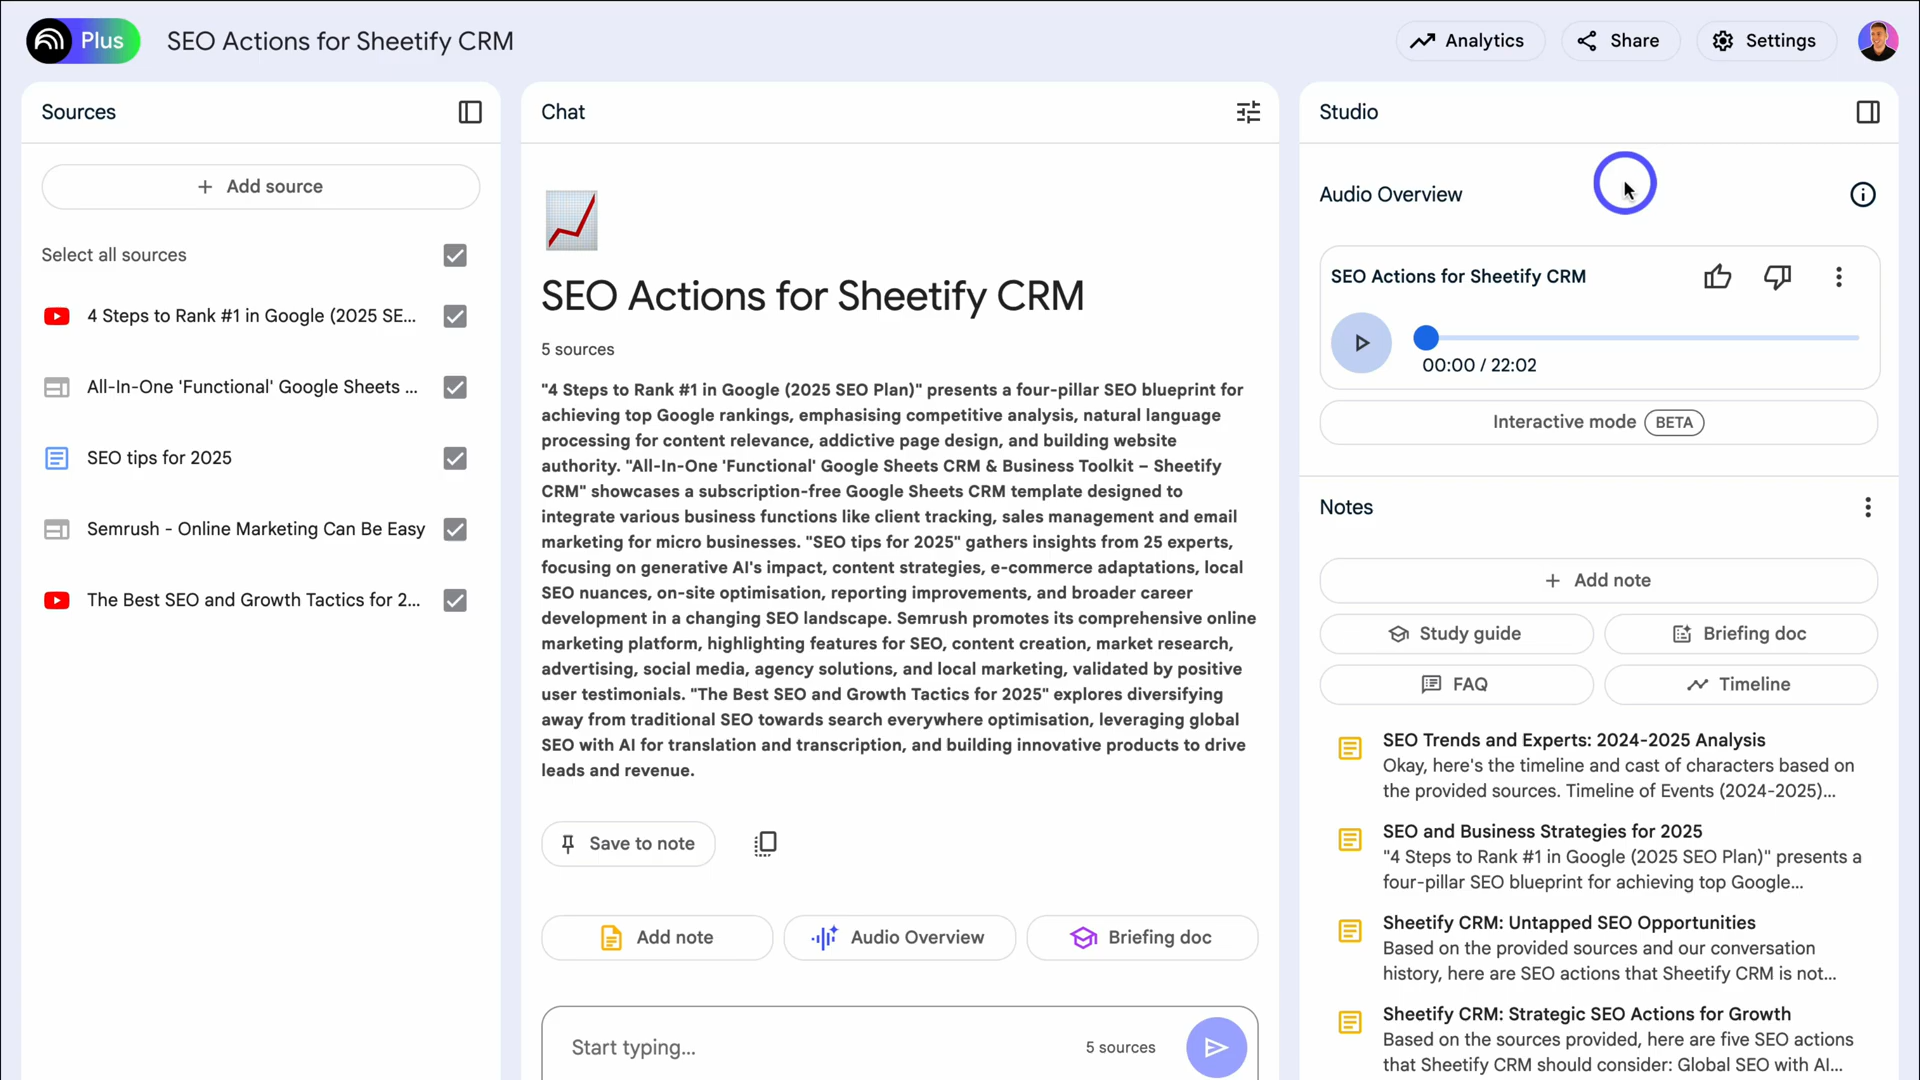 Plus
SEO Actions for Sheetify CRM
Analytics
Share
Settings
Sources
Add source
Select all sources
4 Steps to Rank #1 in Google (2025 SE...
All-In-One 'Functional' Google Sheets ...
SEO tips for 2025
Semrush - Online Marketing Can Be Easy
The Best SEO and Growth Tactics for 2...
Chat
SEO Actions for Sheetify CRM
5 sources
"4 Steps to Rank #1 in Google (2025 SEO Plan)" presents a four-pillar SEO blueprint for
achieving top Google rankings, emphasising competitive analysis, natural language
processing for content relevance, addictive page design, and building website
authority. "All-In-One 'Functional' Google Sheets CRM & Business Toolkit – Sheetify
CRM" showcases a subscription-free Google Sheets CRM template designed to
integrate various business functions like client tracking, sales management and email
marketing for micro businesses. "SEO tips for 2025" gathers insights from 25 experts,
focusing on generative AI's impact, content strategies, e-commerce adaptations, local
SEO nuances, on-site optimisation, reporting improvements, and broader career
development in a changing SEO landscape. Semrush promotes its comprehensive online
marketing platform, highlighting features for SEO, content creation, market research,
advertising, social media, agency solutions, and local marketing, validated by positive
user testimonials. "The Best SEO and Growth Tactics for 2025" explores diversifying
away from traditional SEO towards search everywhere optimisation, leveraging global
SEO with AI for translation and transcription, and building innovative products to drive
leads and revenue.
Save to note
Add note
Audio Overview
Briefing doc
Start typing...
5 sources
Studio
Audio Overview
SEO Actions for Sheetify CRM
00:00 / 22:02
Interactive mode BETA
Notes
Add note
Study guide
Briefing doc
FAQ
Timeline
SEO Trends and Experts: 2024-2025 Analysis
Okay, here's the timeline and cast of characters based on
the provided sources. Timeline of Events (2024-2025)...
SEO and Business Strategies for 2025
"4 Steps to Rank #1 in Google (2025 SEO Plan)" presents a
four-pillar SEO blueprint for achieving top Google...
Sheetify CRM: Untapped SEO Opportunities
Based on the provided sources and our conversation
history, here are SEO actions that Sheetify CRM is not...
Sheetify CRM: Strategic SEO Actions for Growth
Based on the sources provided, here are five SEO actions
that Sheetify CRM should consider: Global SEO with AI...